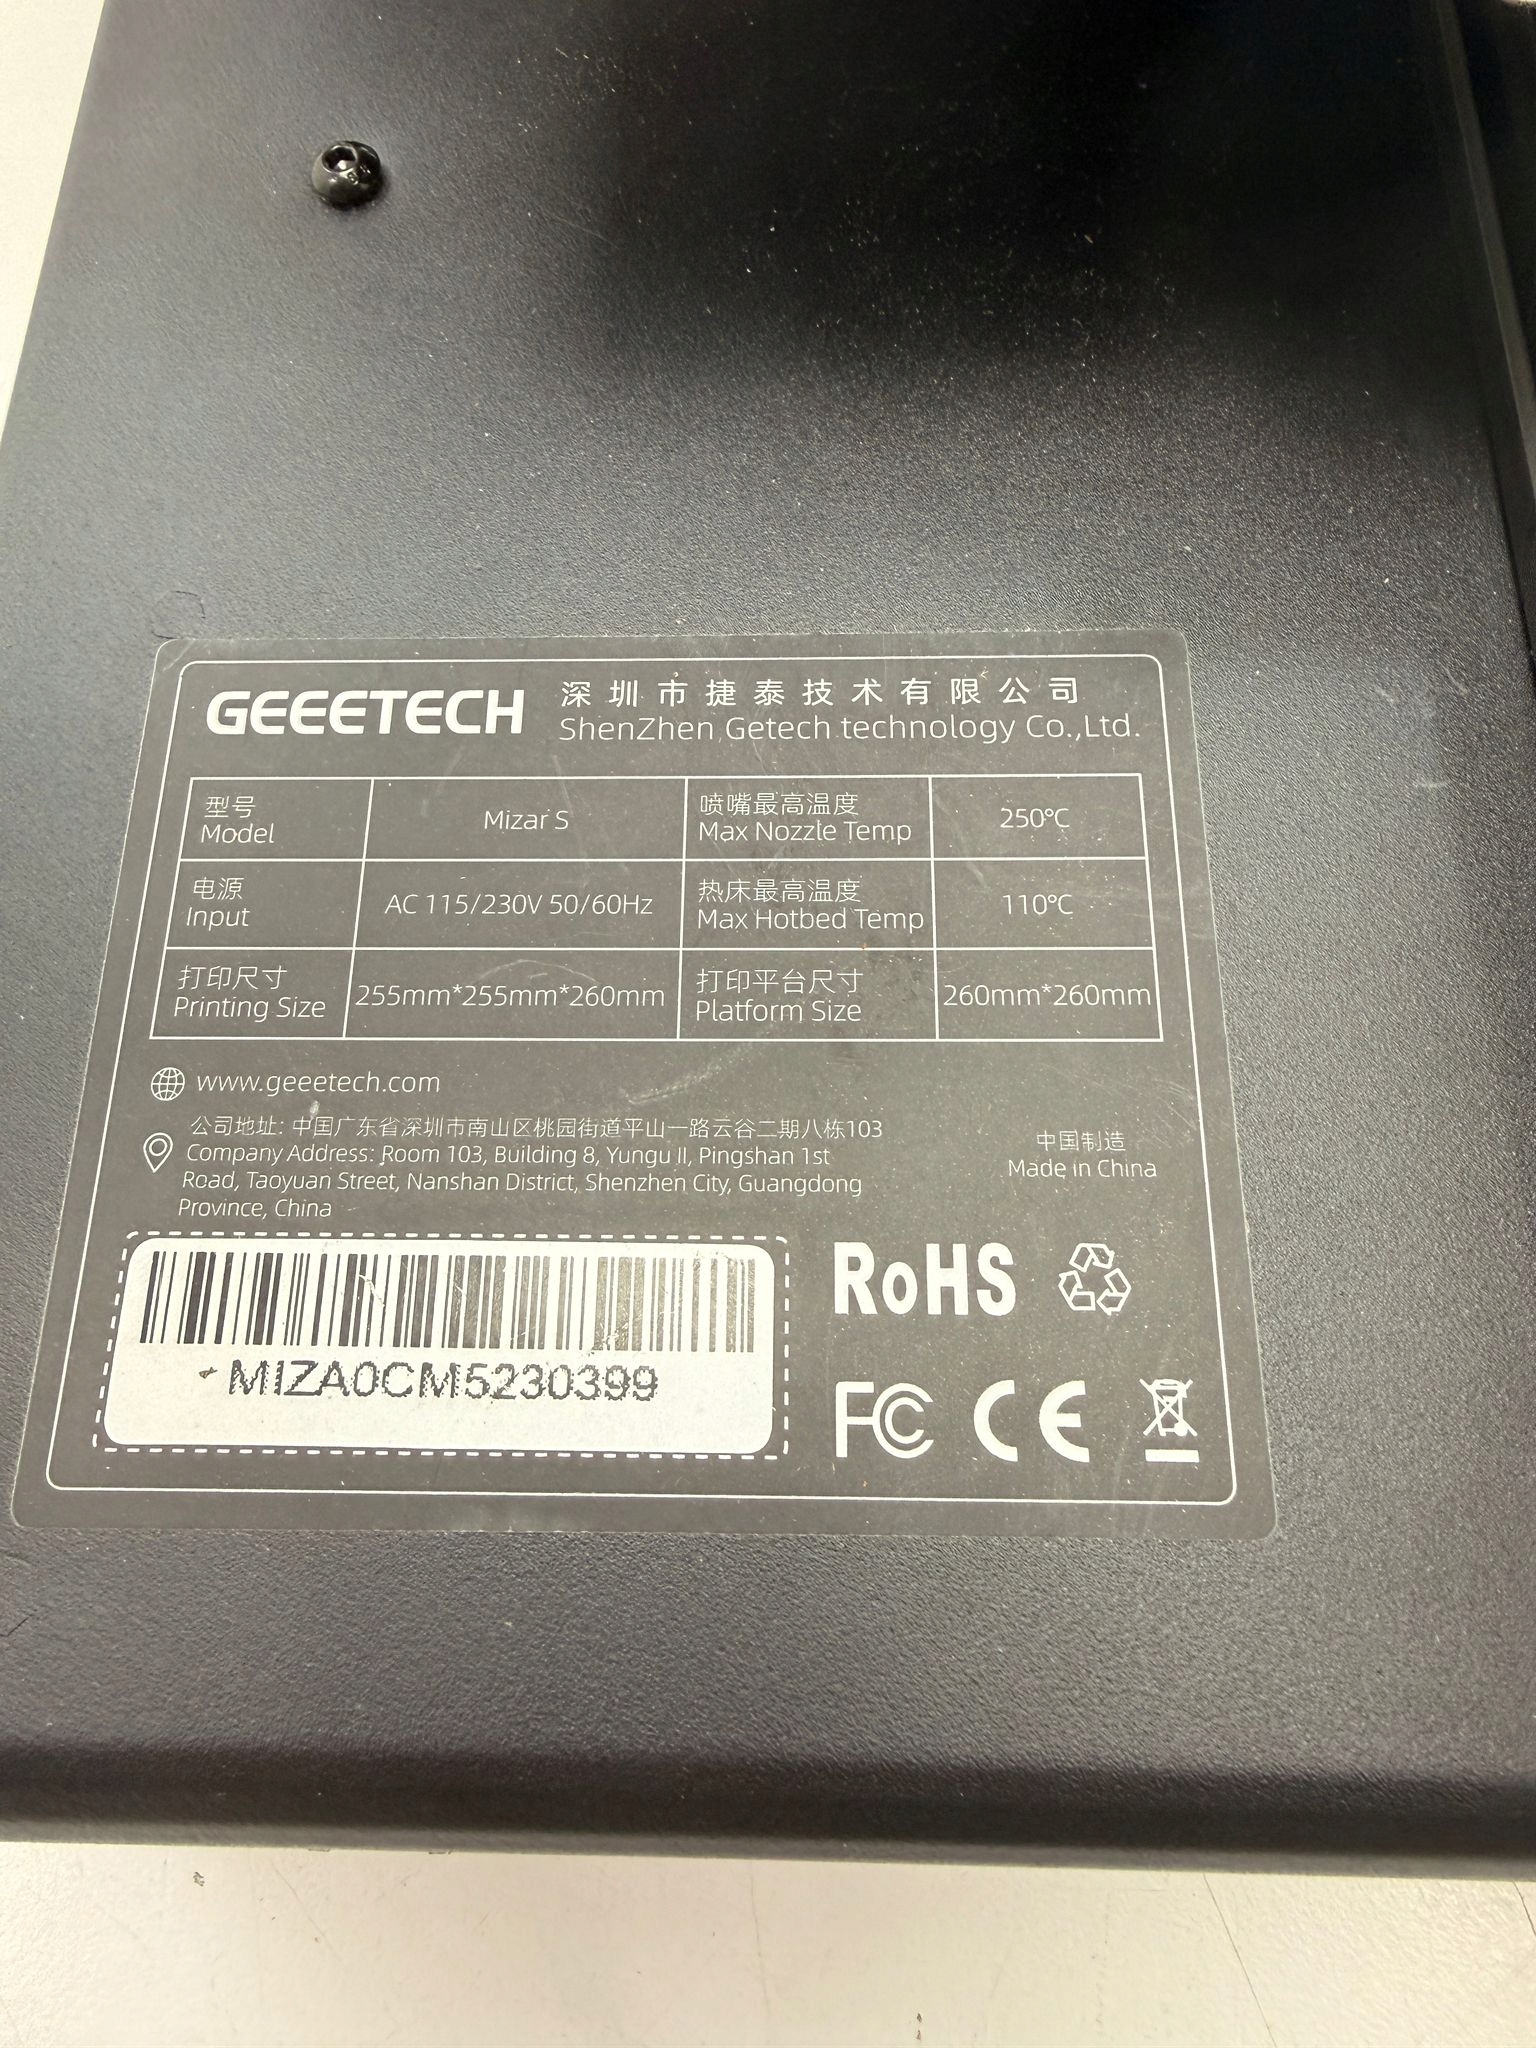 GEEETECH
深圳市捷泰技术有限公司
ShenZhen Getech technology Co.,Ltd.
型号
Model
Mizar S
喷嘴最高温度
Max Nozzle Temp
250℃
电源
Input
AC 115/230V 50/60Hz
热床最高温度
Max Hotbed Temp
110℃
打印尺寸
Printing Size
255mm*255mm*260mm
打印平台尺寸
Platform Size
260mm*260mm
www.geeetech.com
公司地址: 中国广东省深圳市南山区桃园街道平山一路云谷二期八栋103
Company Address: Room 103, Building 8, Yungu II, Pingshan 1st
Road, Taoyuan Street, Nanshan District, Shenzhen City, Guangdong
Province, China
中国制造
Made in China
MIZA0CM5230399
RoHS
FC CE